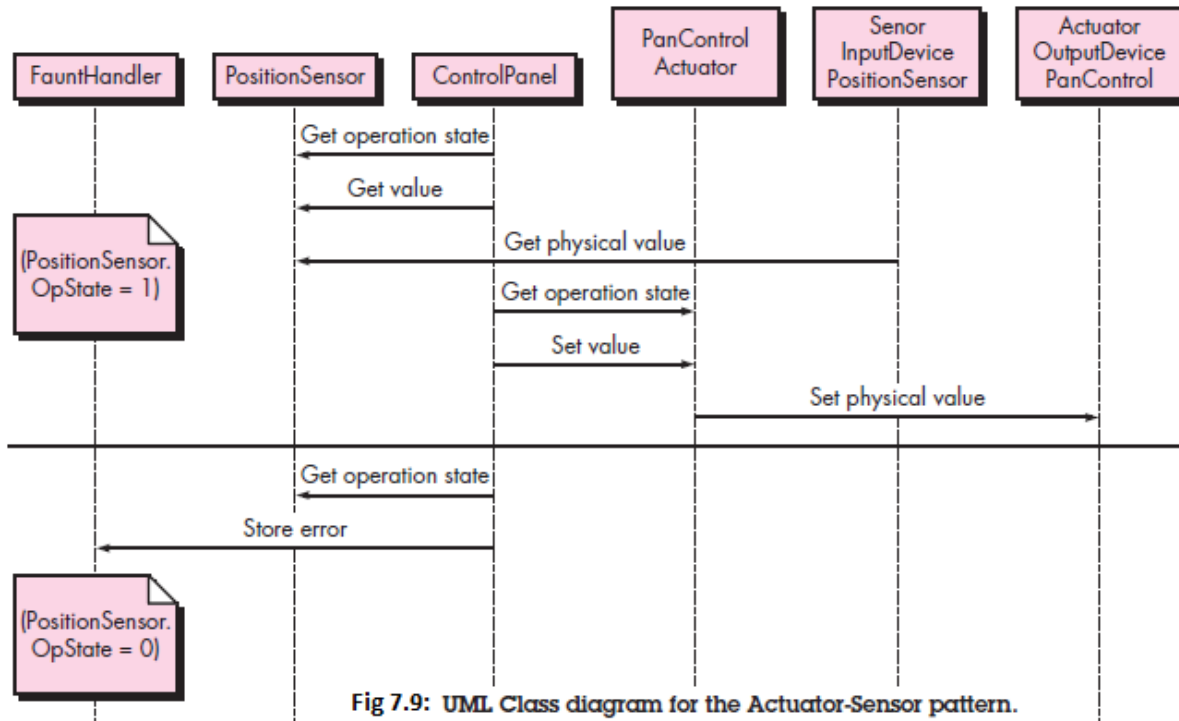 FauntHandler
PositionSensor
ControlPanel
PanControl
Actuator
Senor
InputDevice
PositionSensor
Actuator
OutputDevice
PanControl
Get operation state
Get value
(PositionSensor.
OpState = 1)
Get physical value
Get operation state
Set value
Set physical value
Get operation state
Store error
(PositionSensor.
OpState = 0)
Fig 7.9: UML Class diagram for the Actuator-Sensor pattern.